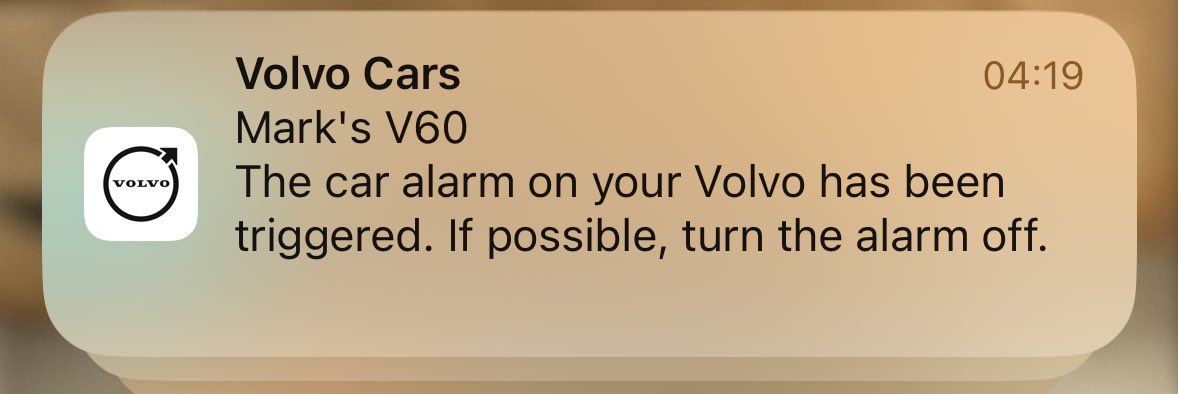 Volvo Cars
04:19
Mark's V60
VOLVO
The car alarm on your Volvo has been
triggered. If possible, turn the alarm off.